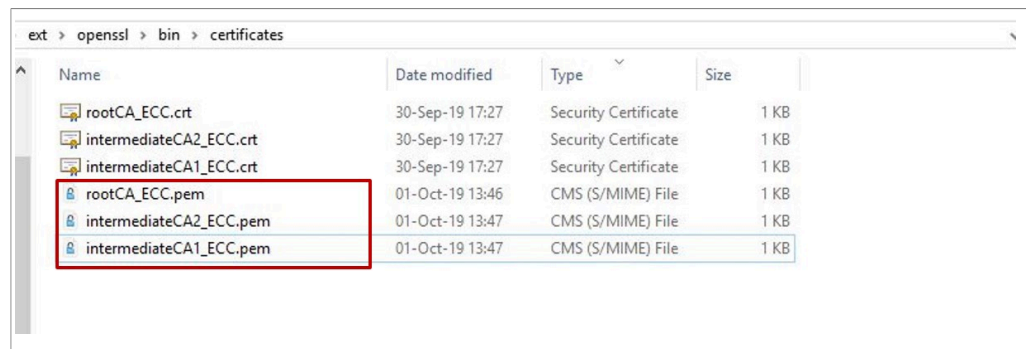 ext > openssl > bin > certificates
Name Date modified Type Size
rootCA_ECC.crt 30-Sep-19 17:27 Security Certificate 1 KB
intermediateCA2_ECC.crt 30-Sep-19 17:27 Security Certificate 1 KB
intermediateCA1_ECC.crt 30-Sep-19 17:27 Security Certificate 1 KB
rootCA_ECC.pem 01-Oct-19 13:46 CMS (S/MIME) File 1 KB
intermediateCA2_ECC.pem 01-Oct-19 13:47 CMS (S/MIME) File 1 KB
intermediateCA1_ECC.pem 01-Oct-19 13:47 CMS (S/MIME) File 1 KB